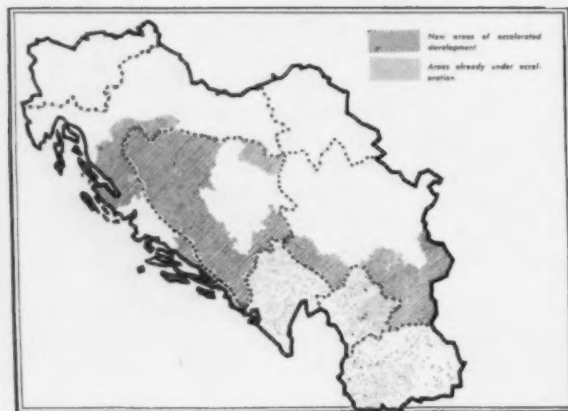 New areas of accelerated
development
Areas already under accel-
eration